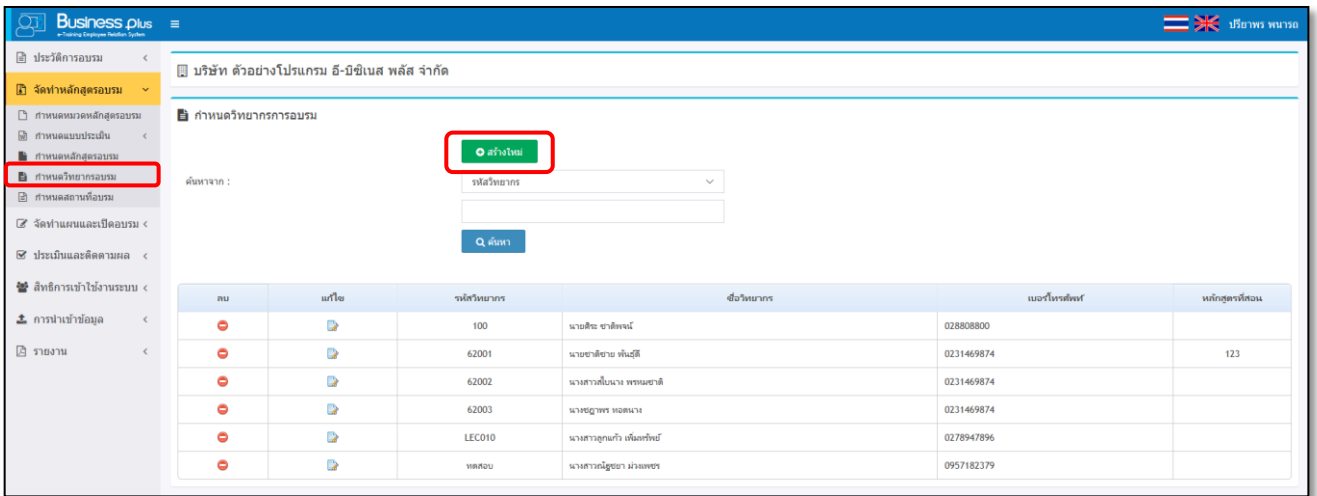 Business Plus
e-Training Employee Relation System
ปรียาพร พนารถ
ประวัติการอบรม
จัดทำหลักสูตรอบรม
กำหนดหมวดหลักสูตรอบรม
กำหนดแบบประเมิน
กำหนดหลักสูตรอบรม
กำหนดวิทยากรอบรม
กำหนดสถานที่อบรม
จัดทำแผนและเปิดอบรม
ประเมินและติดตามผล
สิทธิการเข้าใช้งานระบบ
การนำเข้าข้อมูล
รายงาน
บริษัท ตัวอย่างโปรแกรม อี-บิซิเนส พลัส จำกัด
กำหนดวิทยากรการอบรม
สร้างใหม่
ค้นหาจาก : รหัสวิทยากร
ค้นหา
ลบ แก้ไข รหัสวิทยากร ชื่อวิทยากร เบอร์โทรศัพท์ หลักสูตรที่สอน
100 นายศิระ ชาติพจน์ 028808800
62001 นายชาติชาย พันธุ์ดี 0231469874 123
62002 นางสาวสไบนาง พรหมชาติ 0231469874
62003 นางชฎาพร ทอดนาง 0231469874
LEC010 นางสาวลูกแก้ว เพิ่มทรัพย์ 0278947896
ทดสอบ นางสาวณัฐชยา ม่วงเพชร 0957182379